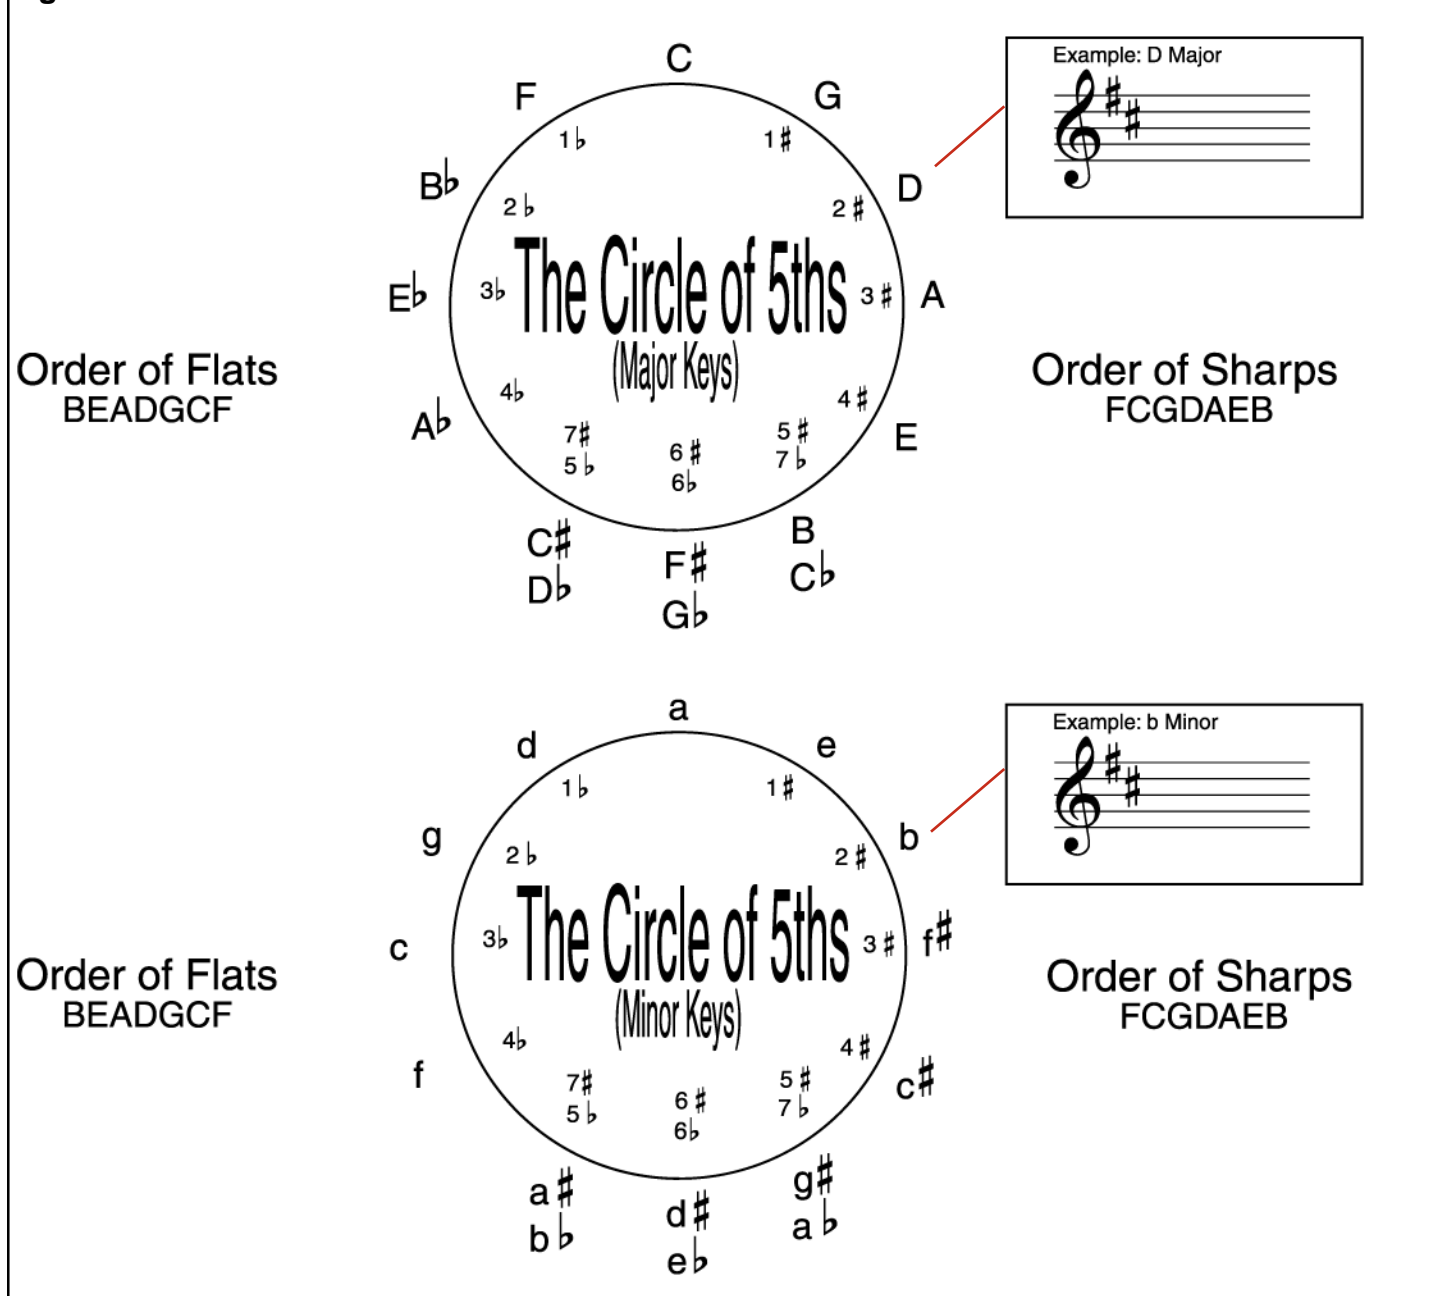 C
F
G
1♭
1♯
B♭
D
2♭
2♯
The Circle of 5ths
(Major Keys)
E♭
3♭
3♯
A
A♭
4♭
4♯
E
7♯
5♭
6♯
6♭
5♯
7♭
C♯
D♭
F♯
G♭
B
C♭
Example: D Major
Order of Flats
BEADGCF
Order of Sharps
FCGDAEB
a
d
e
1♭
1♯
g
b
2♭
2♯
The Circle of 5ths
(Minor Keys)
c
3♭
3♯
f♯
f
4♭
4♯
c♯
7♯
5♭
6♯
6♭
5♯
7♭
a♯
b♭
d♯
e♭
g♯
a♭
Example: b Minor
Order of Flats
BEADGCF
Order of Sharps
FCGDAEB